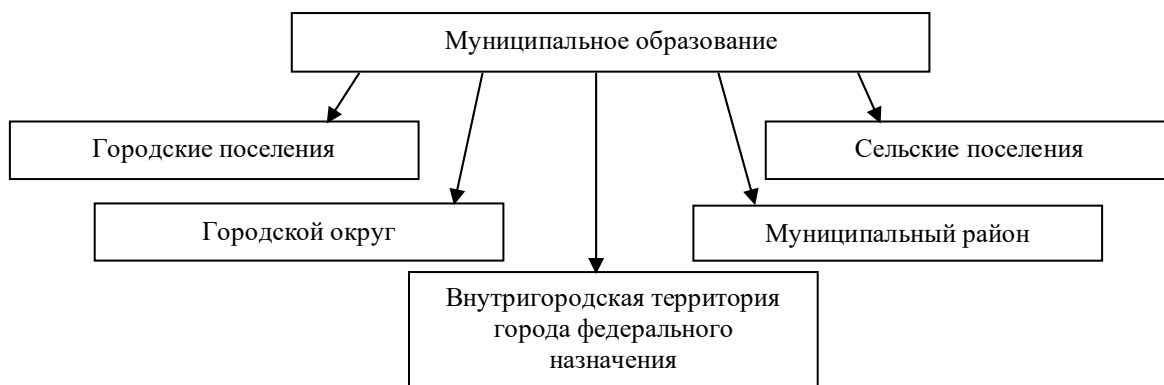 Муниципальное образование
Городские поселения
Сельские поселения
Городской округ
Муниципальный район
Внутригородская территория
города федерального
назначения